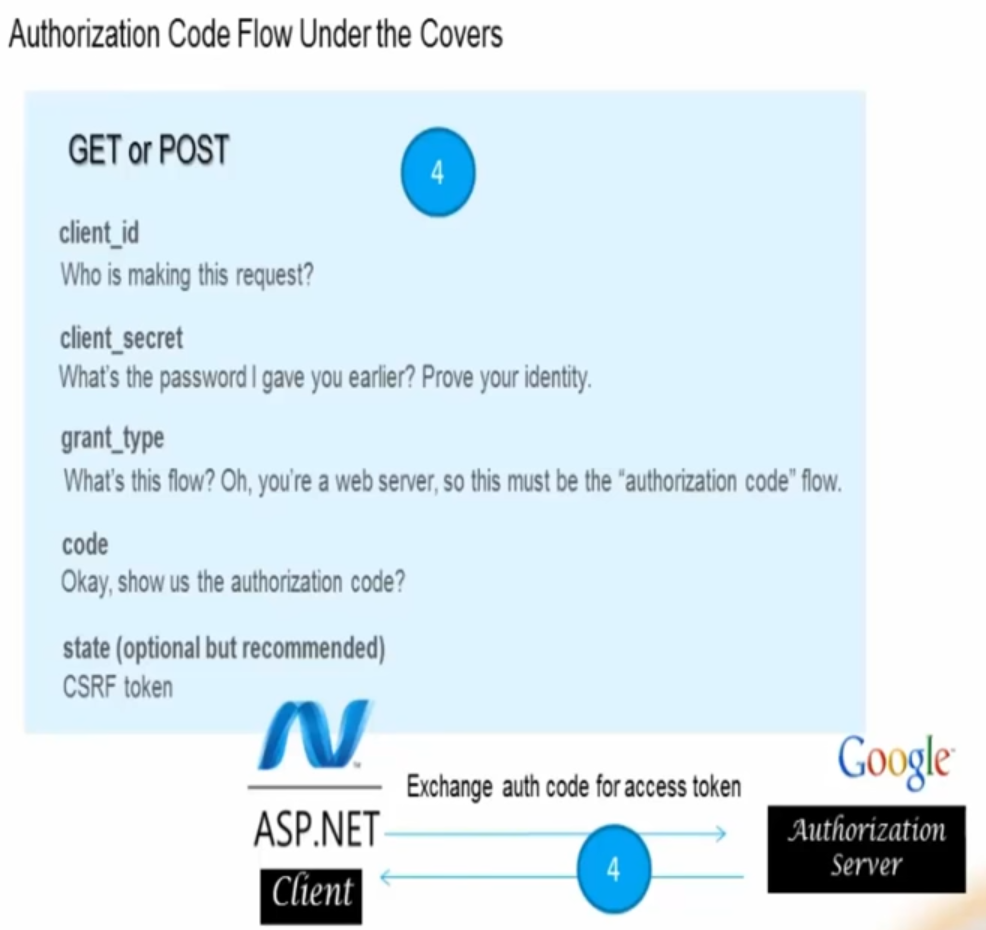 Authorization Code Flow Under the Covers
GET or POST
4
client_id
Who is making this request?
client_secret
What's the password I gave you earlier? Prove your identity.
grant_type
What's this flow? Oh, you're a web server, so this must be the “authorization code” flow.
code
Okay, show us the authorization code?
state (optional but recommended)
CSRF token
Google
Exchange auth code for access token
ASP.NET
Authorization
Server
4
Client